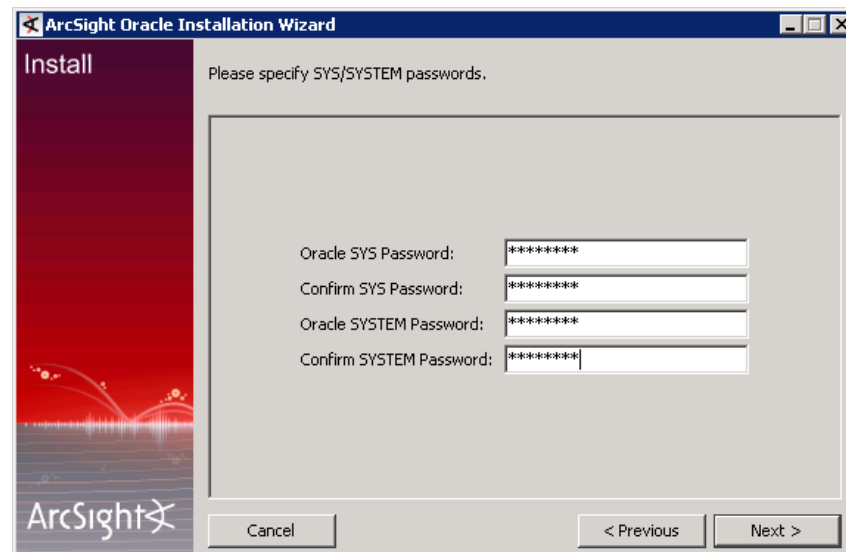 ArcSight Oracle Installation Wizard
Install
Please specify SYS/SYSTEM passwords.
Oracle SYS Password: ********
Confirm SYS Password: ********
Oracle SYSTEM Password: ********
Confirm SYSTEM Password: ********
ArcSight
Cancel
< Previous
Next >